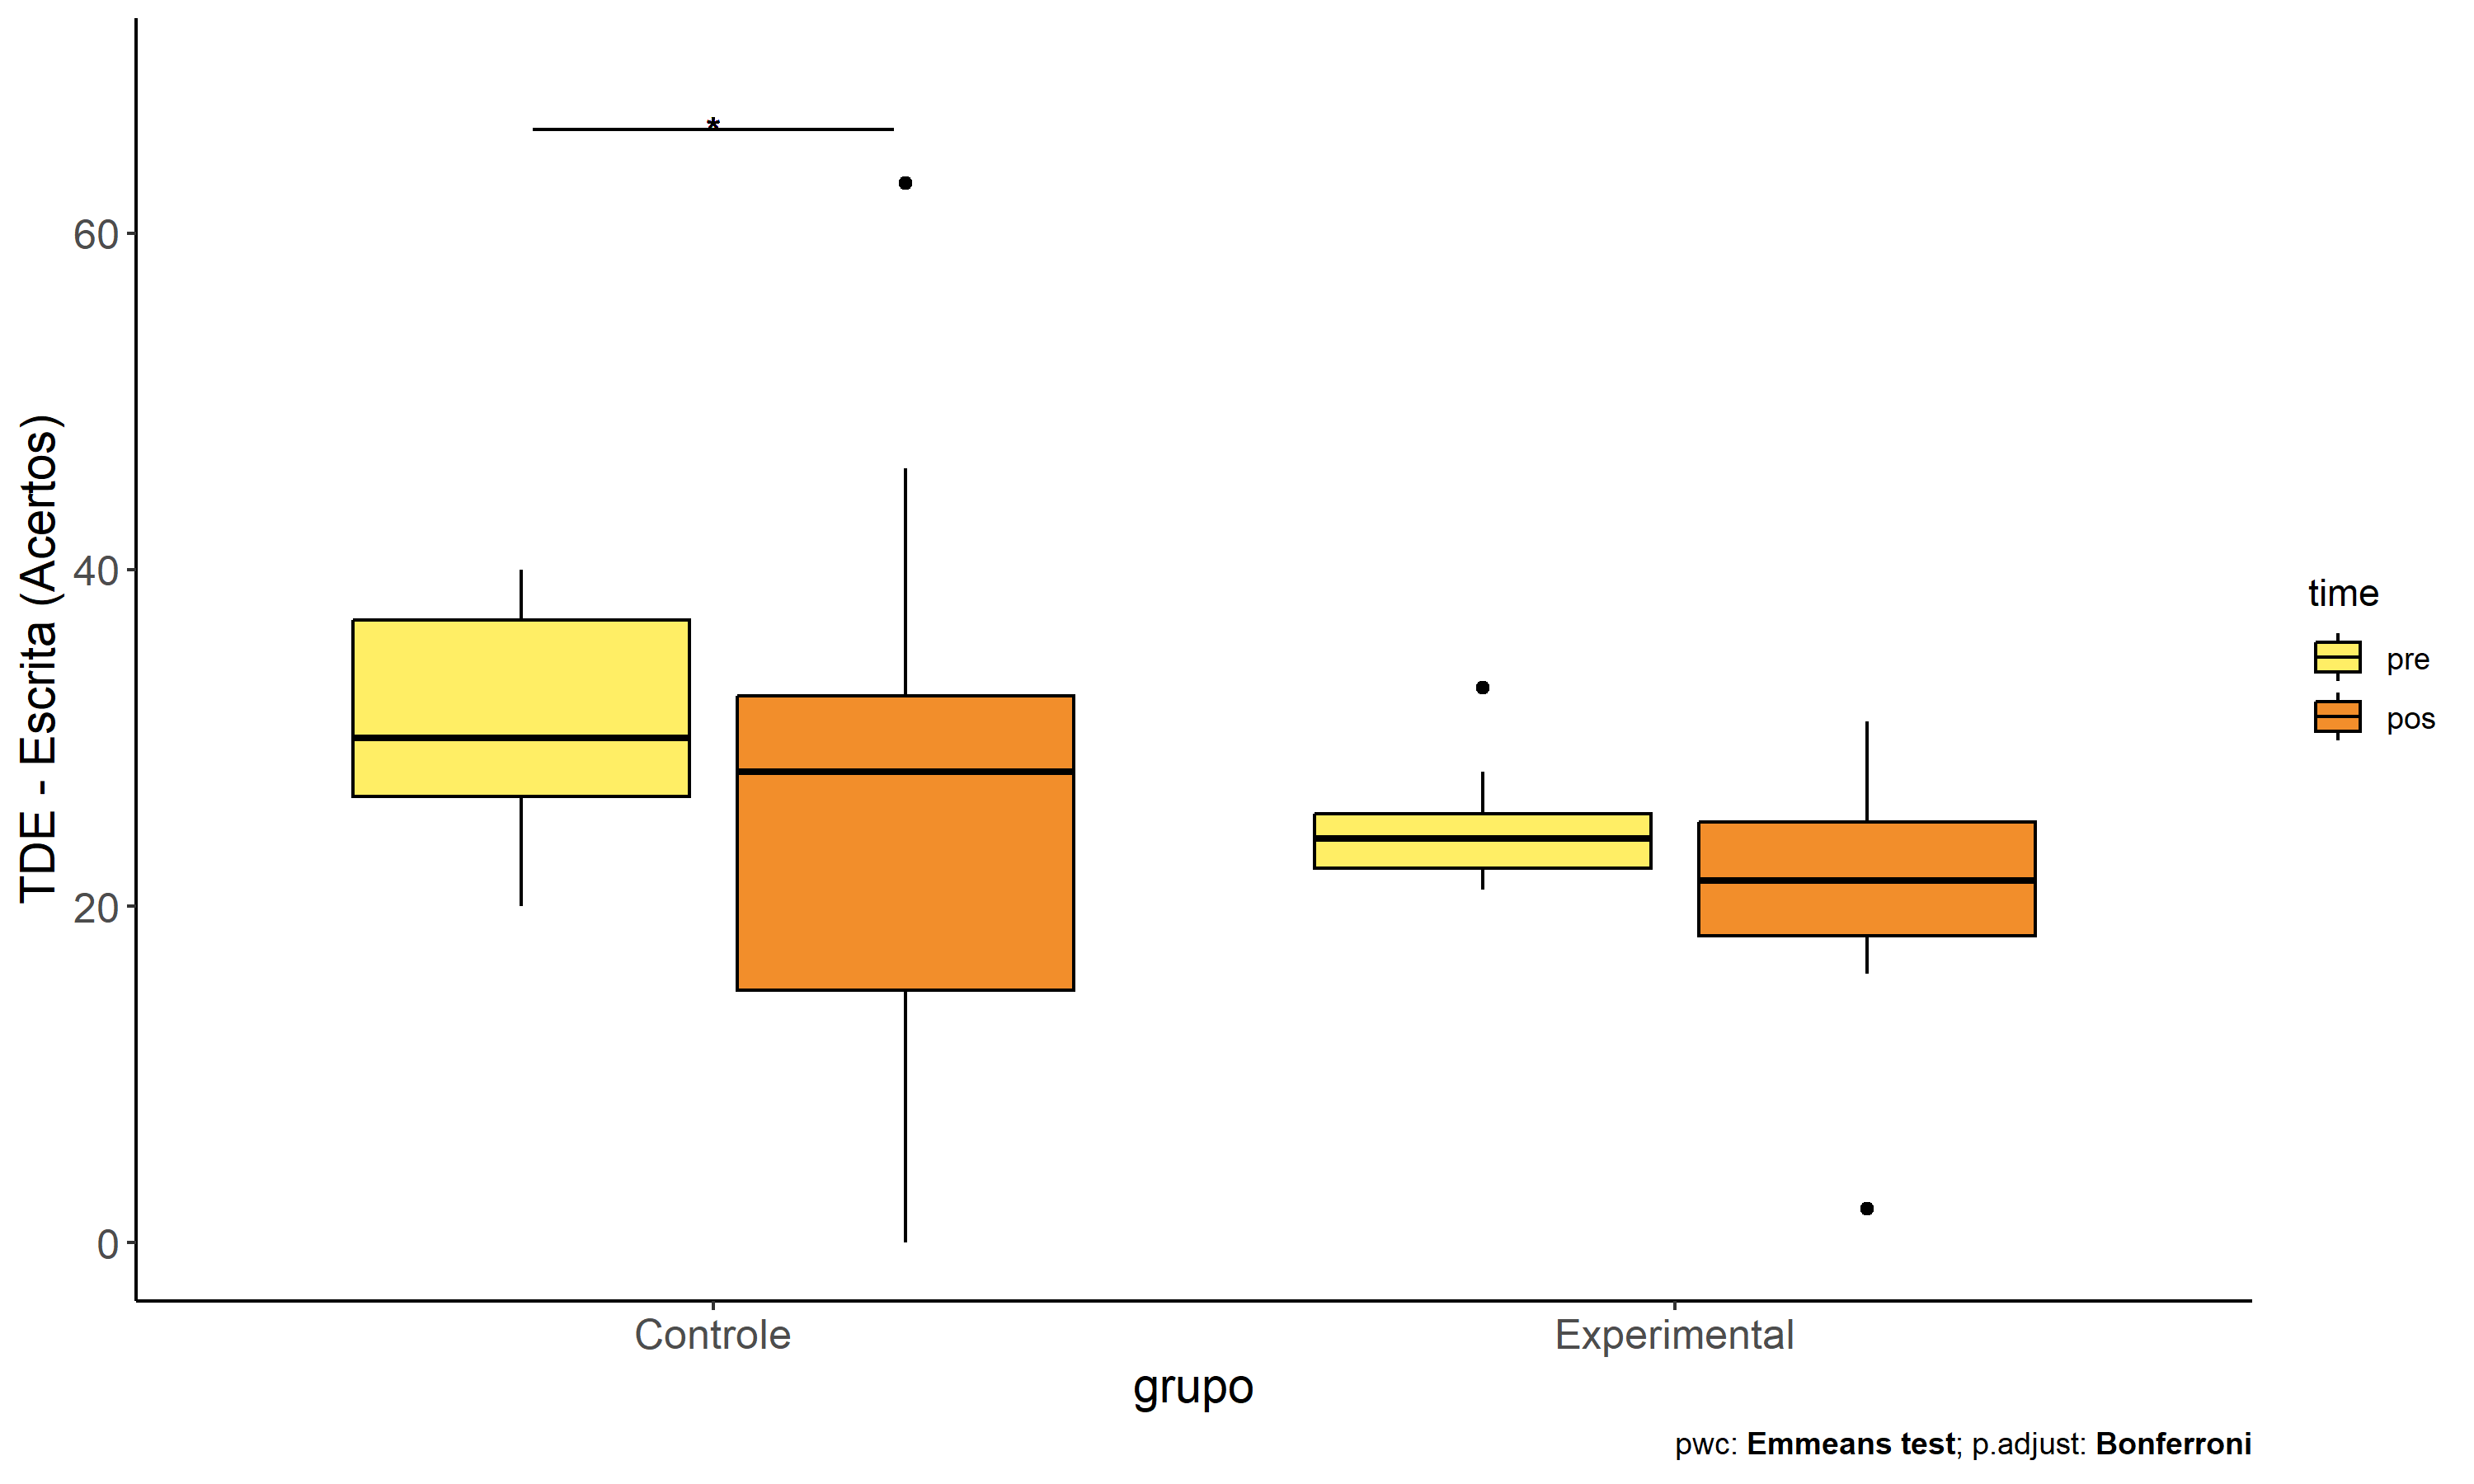 *
TDE - Escrita (Acertos)
60
40
20
0
Controle
Experimental
grupo
time
pre
pos
pwc: Emmeans test; p.adjust: Bonferroni